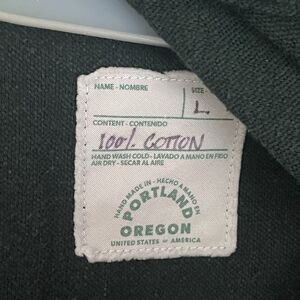 NAME - NOMBRE
SIZE
L
CONTENT - CONTENIDO
100% COTTON
HAND WASH COLD - LAVADO A MANO EN FRIO
AIR DRY - SECAR AL AIRE
HAND MADE IN - HECHO A MANO EN
PORTLAND
OREGON
UNITED STATES OF AMERICA